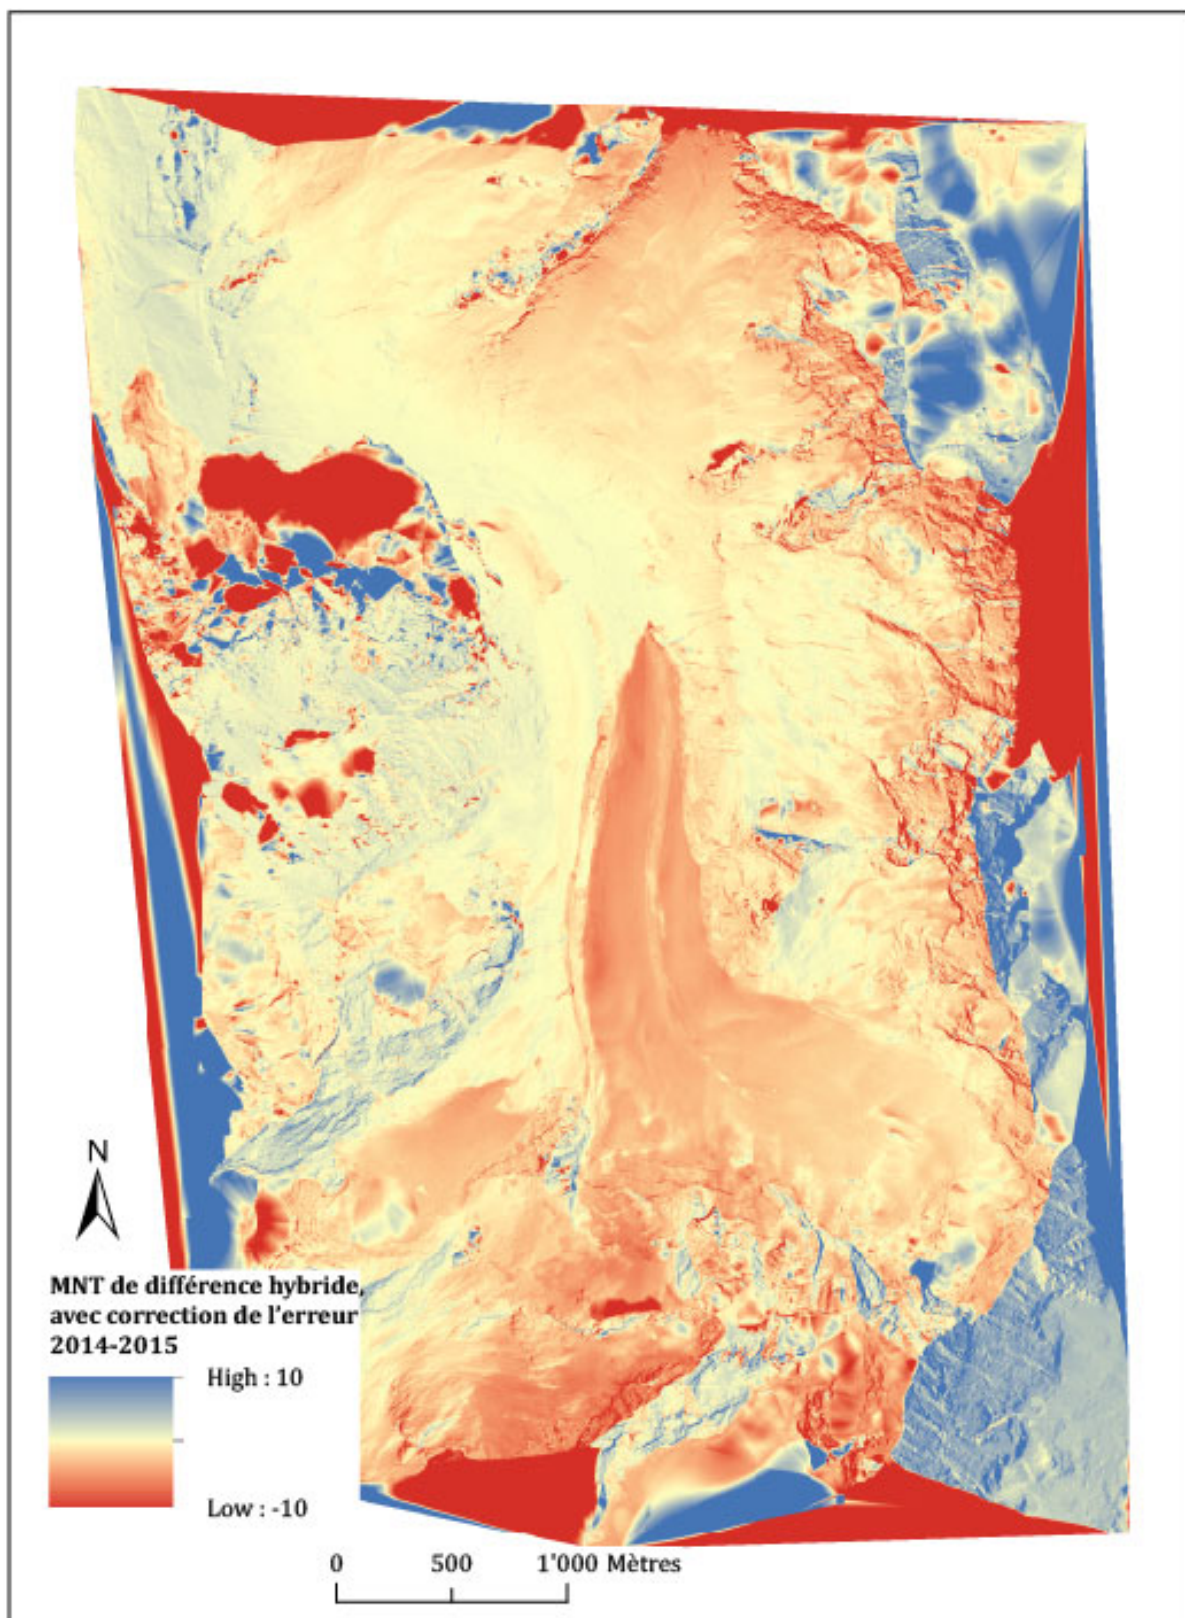 N
MNT de différence hybride,
avec correction de l'erreur
2014-2015
High : 10
Low : -10
0 500 1'000 Mètres